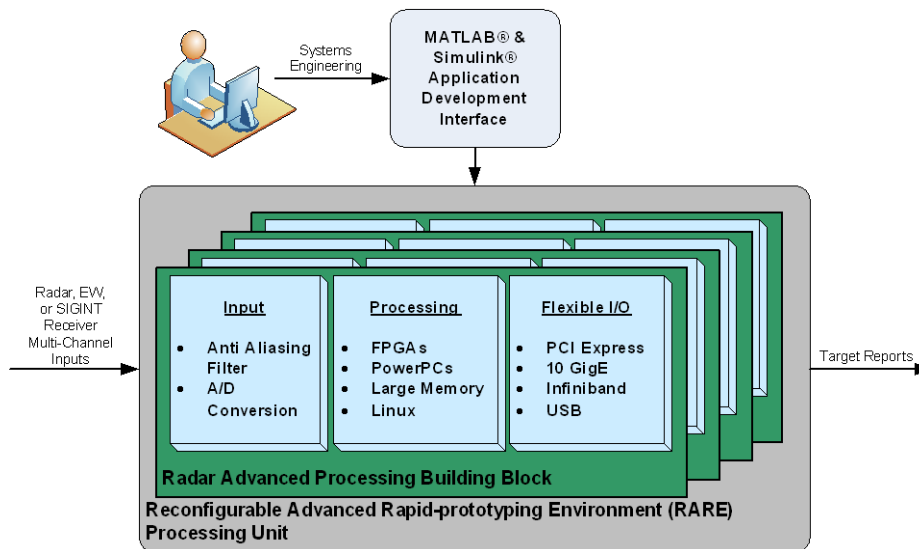 Systems
Engineering
MATLAB® &
Simulink®
Application
Development
Interface
Radar, EW,
or SIGINT
Receiver
Multi-Channel
Inputs
Input
• Anti Aliasing
Filter
• A/D
Conversion
Processing
• FPGAs
• PowerPCs
• Large Memory
• Linux
Flexible I/O
• PCI Express
• 10 GigE
• Infiniband
• USB
Target Reports
Radar Advanced Processing Building Block
Reconfigurable Advanced Rapid-prototyping Environment (RARE)
Processing Unit